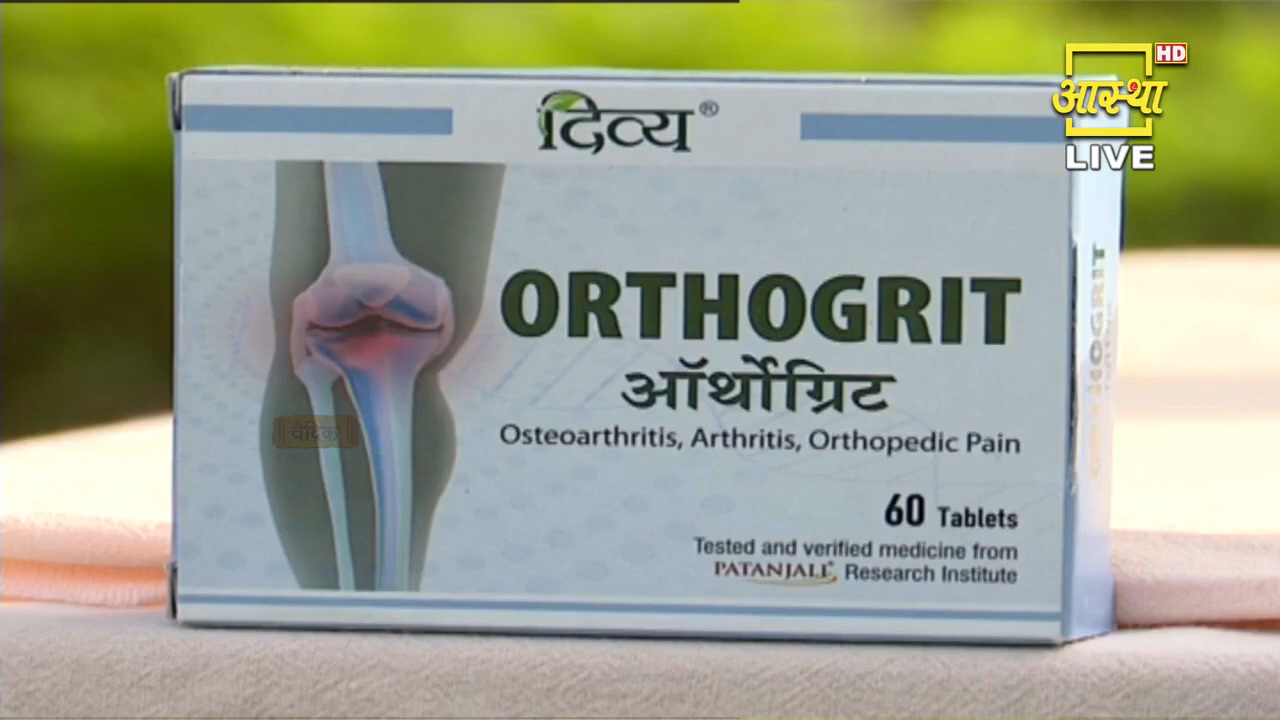 दिव्य®
आस्था
HD
LIVE
ORTHOGRIT
ऑर्थोग्रिट
Osteoarthritis, Arthritis, Orthopedic Pain
वैदिक
60 Tablets
Tested and verified medicine from
PATANJALI® Research Institute
ORTHOGRIT